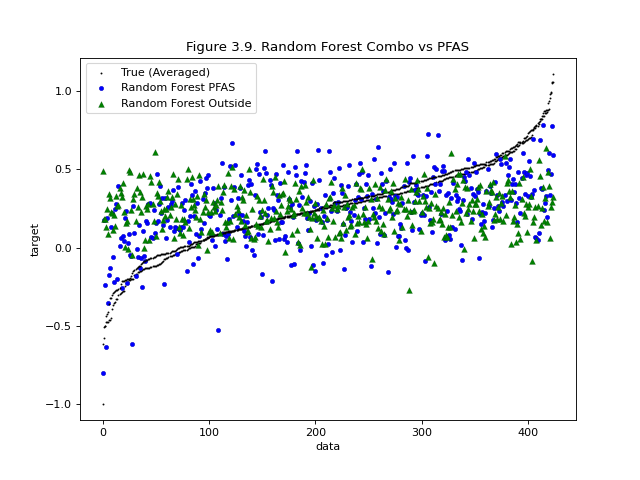 Figure 3.9. Random Forest Combo vs PFAS
True (Averaged)
Random Forest PFAS
Random Forest Outside
1.0
0.5
0.0
−0.5
−1.0
target
0
100
200
300
400
data